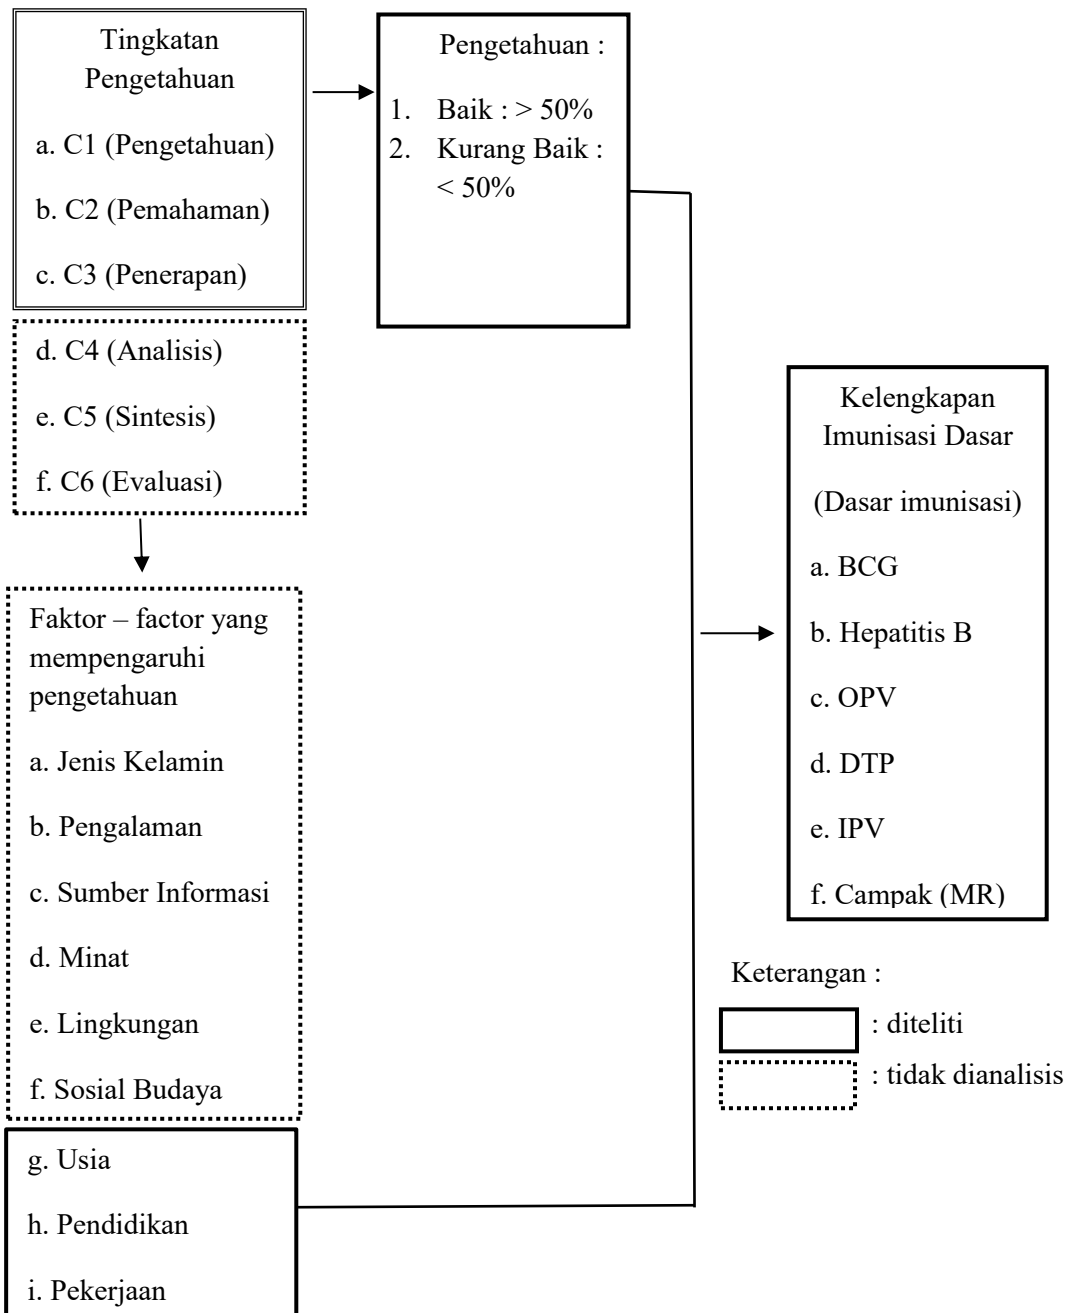 Tingkatan
Pengetahuan
a. C1 (Pengetahuan)
b. C2 (Pemahaman)
c. C3 (Penerapan)
d. C4 (Analisis)
e. C5 (Sintesis)
f. C6 (Evaluasi)
Faktor – factor yang
mempengaruhi
pengetahuan
a. Jenis Kelamin
b. Pengalaman
c. Sumber Informasi
d. Minat
e. Lingkungan
f. Sosial Budaya
g. Usia
h. Pendidikan
i. Pekerjaan
Pengetahuan :
1. Baik : > 50%
2. Kurang Baik :
< 50%
Kelengkapan
Imunisasi Dasar
(Dasar imunisasi)
a. BCG
b. Hepatitis B
c. OPV
d. DTP
e. IPV
f. Campak (MR)
Keterangan :
: diteliti
: tidak dianalisis